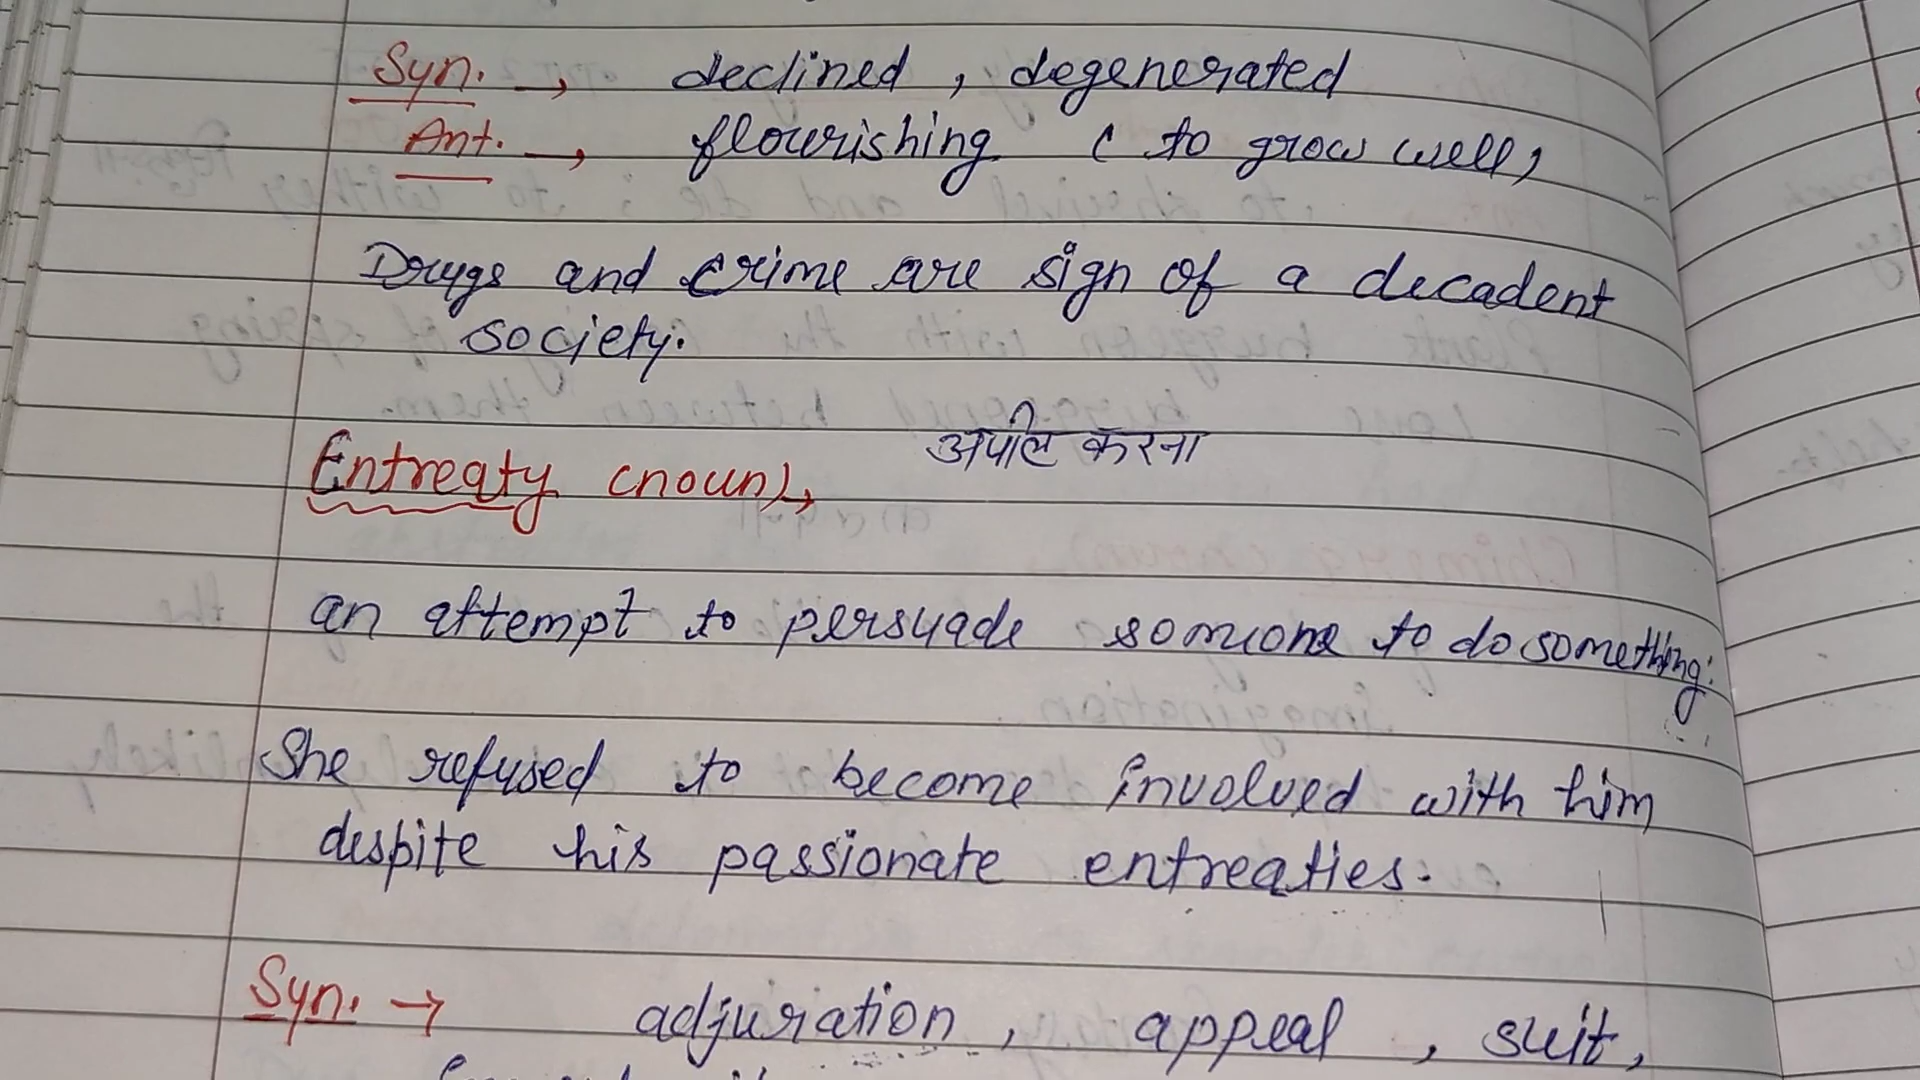 Syn. → declined, degenerated
Ant. → flourishing ( to grow well,
Drugs and crime are sign of a decadent
society.
अपील करना
Entreaty (noun),
an attempt to persuade someone to do something:
She refused to become involved with him
despite his passionate entreaties.
Syn. → adjuration, appeal, suit,